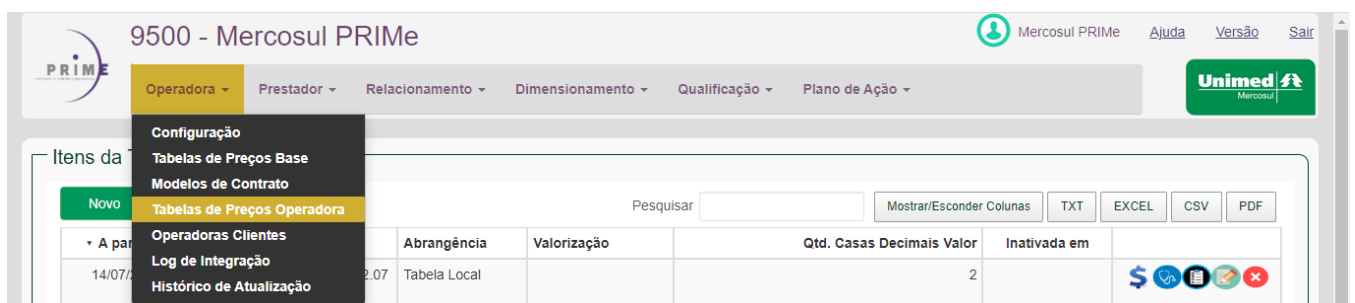 9500 - Mercosul PRIMe
Mercosul PRIMe Ajuda Versão Sair
PRIME
Operadora Prestador Relacionamento Dimensionamento Qualificação Plano de Ação
Unimed
Mercosul
Configuração
Itens da
Tabelas de Preços Base
Modelos de Contrato
Novo
Tabelas de Preços Operadora
Pesquisar Mostrar/Esconder Colunas TXT EXCEL CSV PDF
Operadoras Clientes
A par Abrangência Valorização Qtd. Casas Decimais Valor Inativada em
Log de Integração
14/07/ 2.07 Tabela Local 2
Histórico de Atualização